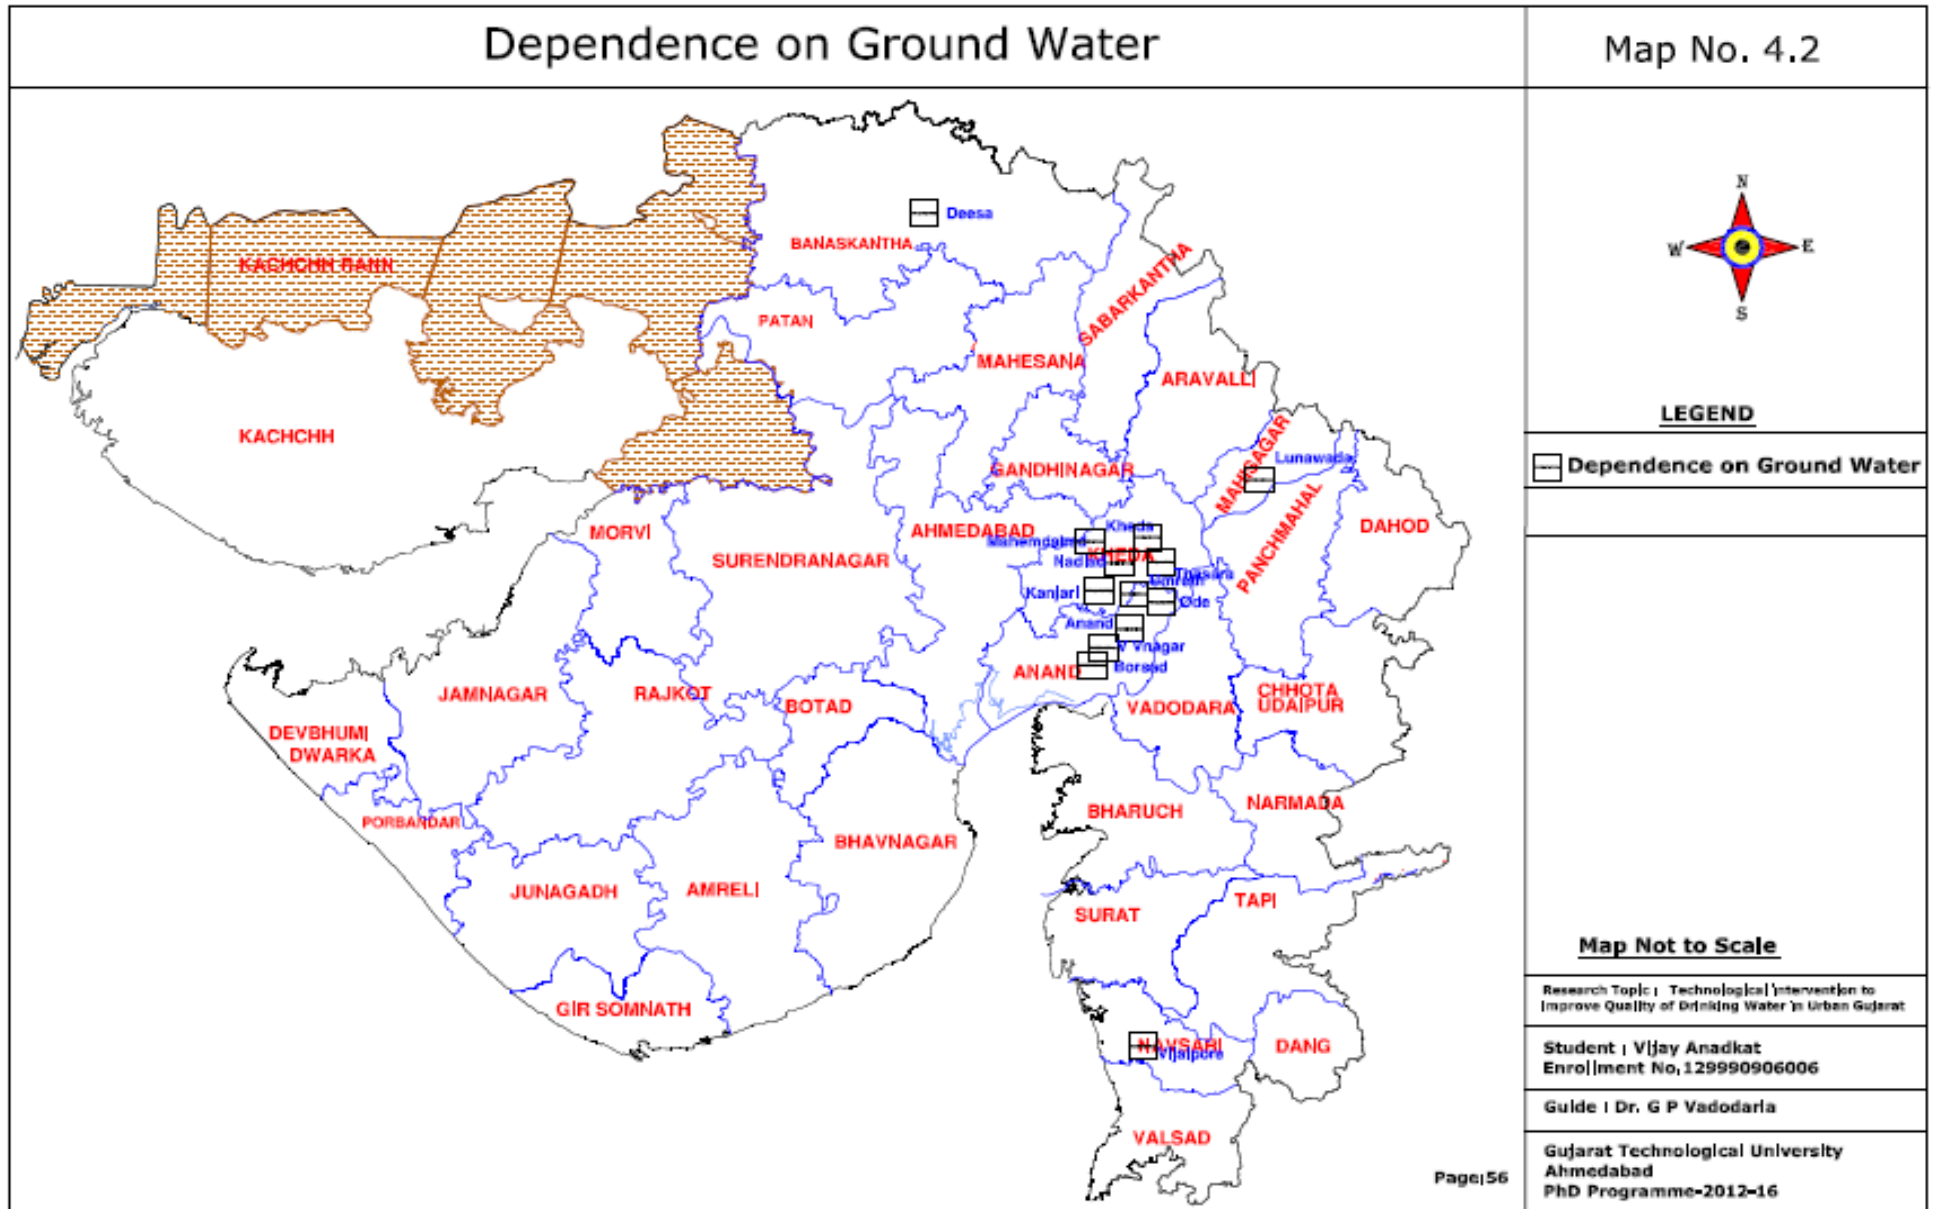 Dependence on Ground Water
Map No. 4.2
N
W
E
S
LEGEND
Dependence on Ground Water
Deesa
BANASKANTHA
KACHCHH RANN
SABARKANTHA
PATAN
MAHESANA
ARAVALLI
KACHCHH
MAHISAGAR
Lunawada
GANDHINAGAR
PANCHMAHAL
DAHOD
MORVI
SURENDRANAGAR
AHMEDABAD
Kheda
Mahemdabad
KHEDA
Nadiad
Thasara
Umreth
Kanjari
Ode
Anand
V Vnagar
Borsad
ANAND
JAMNAGAR
RAJKOT
BOTAD
VADODARA
CHHOTA
UDAIPUR
DEVBHUMI
DWARKA
PORBANDAR
BHARUCH
NARMADA
BHAVNAGAR
JUNAGADH
AMRELI
SURAT
TAPI
GIR SOMNATH
NAVSARI
Vijalpore
DANG
VALSAD
Page:56
Map Not to Scale
Research Topic : Technological Intervention to
Improve Quality of Drinking Water in Urban Gujarat
Student : Vijay Anadkat
Enrollment No.129990906006
Guide : Dr. G P Vadodaria
Gujarat Technological University
Ahmedabad
PhD Programme-2012-16